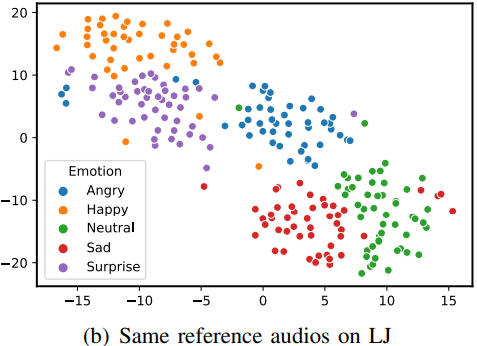 20
10
0
−10
−20
Emotion
Angry
Happy
Neutral
Sad
Surprise
−15 −10 −5 0 5 10 15
(b) Same reference audios on LJ